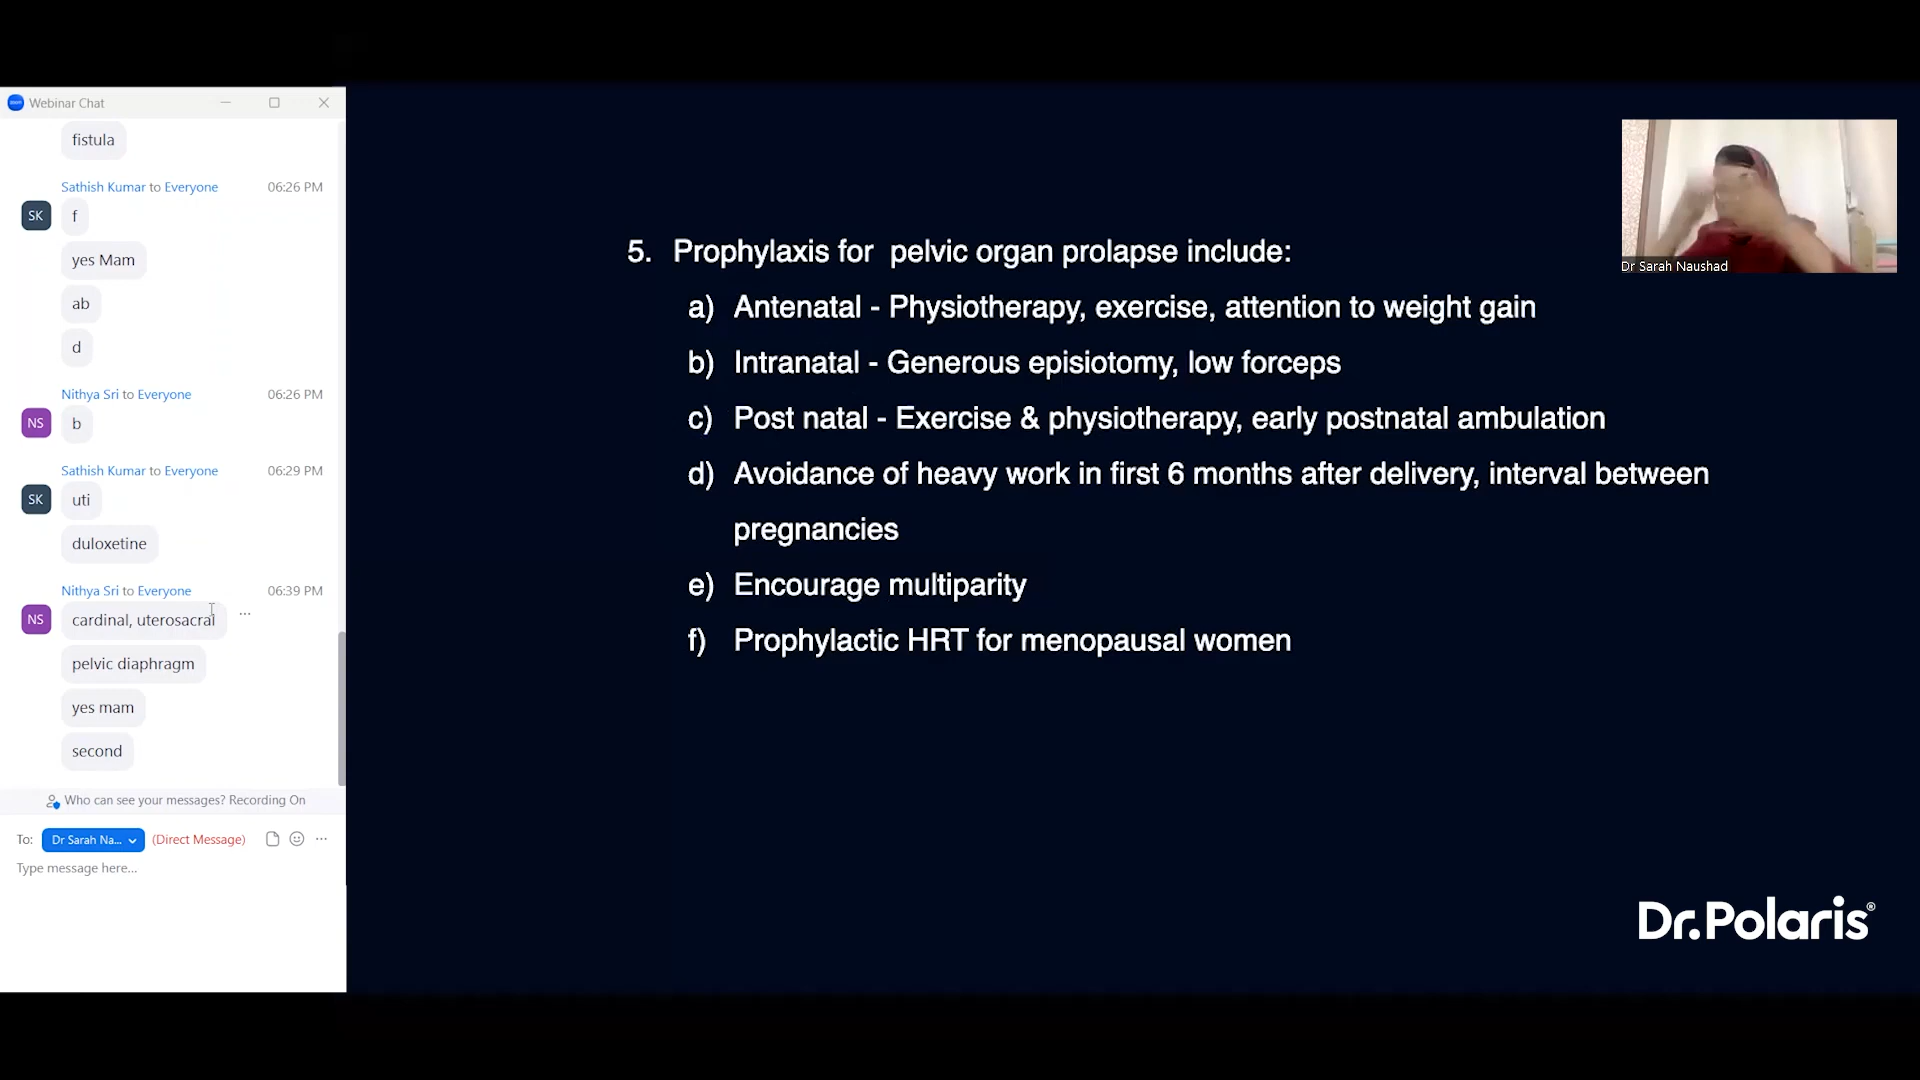 Webinar Chat
fistula
Sathish Kumar to Everyone 06:26 PM
SK
f
yes Mam
ab
d
Nithya Sri to Everyone 06:26 PM
NS
b
Sathish Kumar to Everyone 06:29 PM
SK
uti
duloxetine
Nithya Sri to Everyone 06:39 PM
NS
cardinal, uterosacral
pelvic diaphragm
yes mam
second
Who can see your messages? Recording On
To: Dr Sarah Na... (Direct Message)
Type message here...
5. Prophylaxis for pelvic organ prolapse include:
a) Antenatal - Physiotherapy, exercise, attention to weight gain
b) Intranatal - Generous episiotomy, low forceps
c) Post natal - Exercise & physiotherapy, early postnatal ambulation
d) Avoidance of heavy work in first 6 months after delivery, interval between
pregnancies
e) Encourage multiparity
f) Prophylactic HRT for menopausal women
Dr Sarah Naushad
Dr.Polaris®